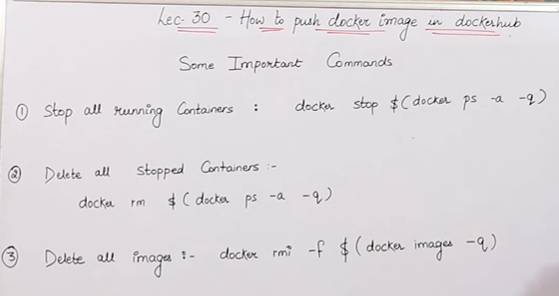 Lec-30 - How to push docker image in dockerhub
Some Important Commands
① Stop all running Containers : docker stop $(docker ps -a -q)
② Delete all stopped Containers :-
docker rm $(docker ps -a -q)
③ Delete all images :- docker rmi -f $(docker images -q)